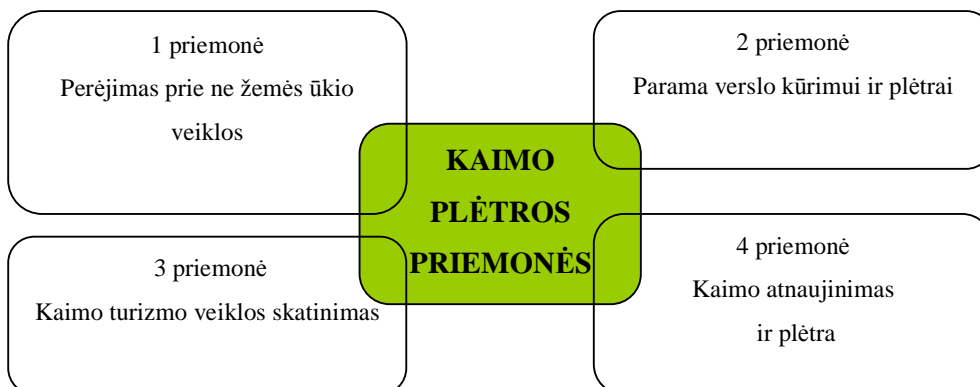 1 priemonė
Perėjimas prie ne žemės ūkio
veiklos
2 priemonė
Parama verslo kūrimui ir plėtrai
KAIMO
PLĖTROS
PRIEMONĖS
3 priemonė
Kaimo turizmo veiklos skatinimas
4 priemonė
Kaimo atnaujinimas
ir plėtra